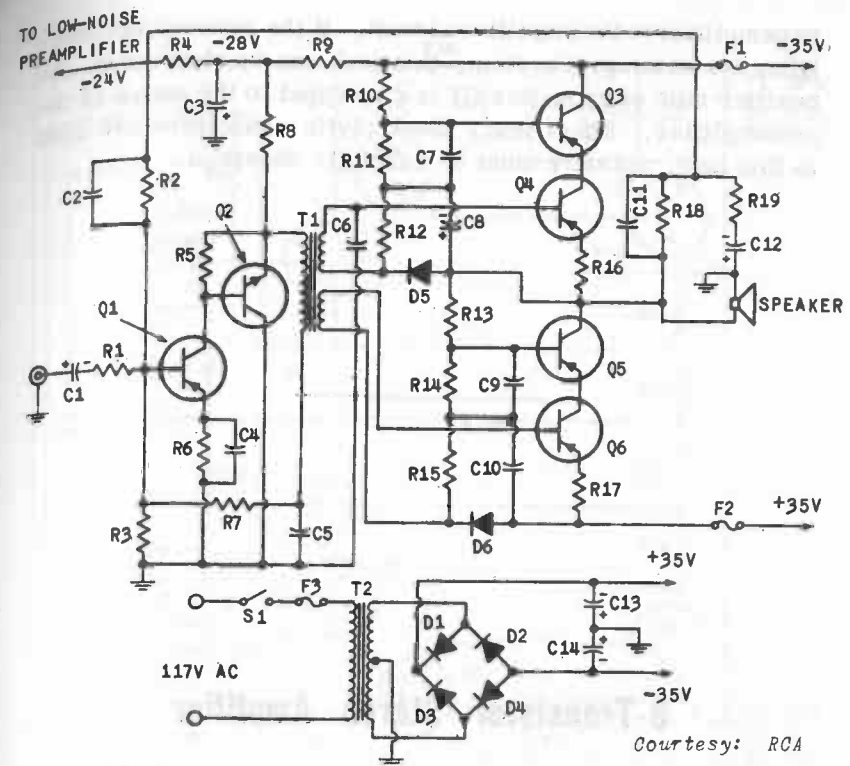 TO LOW-NOISE
PREAMPLIFIER
-24V
R4
-28V
R9
F1
-35V
C3
R8
R10
Q3
R11
C7
C2
R2
Q2
T1
C6
Q4
C11
R18
R19
R5
R12
C8
C12
R16
D5
SPEAKER
Q1
R13
R1
C1
R14
C9
Q5
R6
C4
Q6
R15
C10
R17
R7
F2
+35V
R3
C5
D6
+35V
S1
F3
T2
D1
D2
C13
C14
117V AC
D3
D4
-35V
Courtesy: RCA